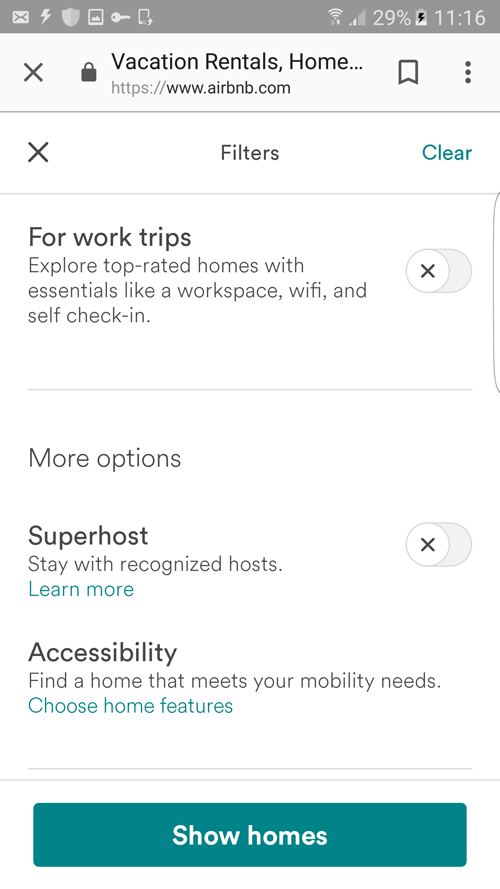 29% 11:16
Vacation Rentals, Home...
https://www.airbnb.com
Filters
Clear
For work trips
Explore top-rated homes with
essentials like a workspace, wifi, and
self check-in.
More options
Superhost
Stay with recognized hosts.
Learn more
Accessibility
Find a home that meets your mobility needs.
Choose home features
Show homes